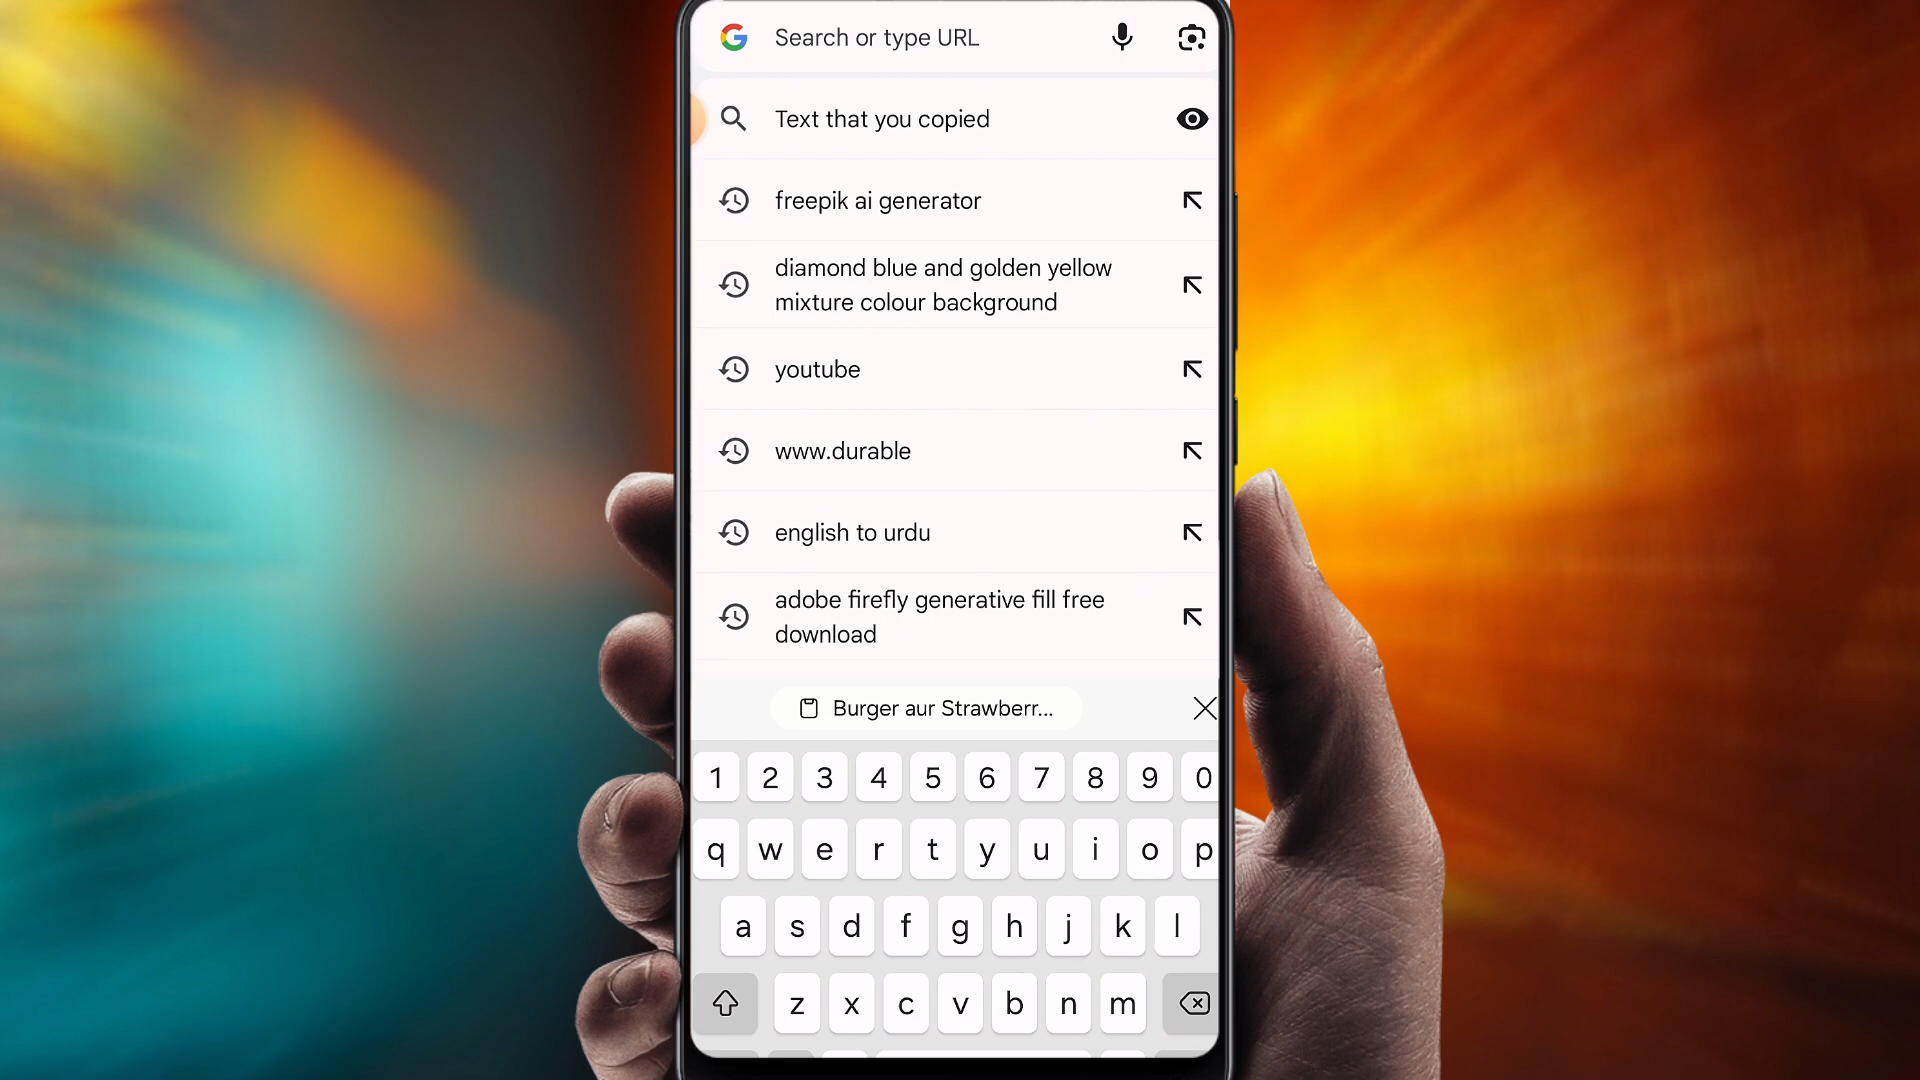 Search or type URL
Text that you copied
freepik ai generator
diamond blue and golden yellow
mixture colour background
youtube
www.durable
english to urdu
adobe firefly generative fill free
download
Burger aur Strawberr...
1 2 3 4 5 6 7 8 9 0
q w e r t y u i o p
a s d f g h j k l
z x c v b n m